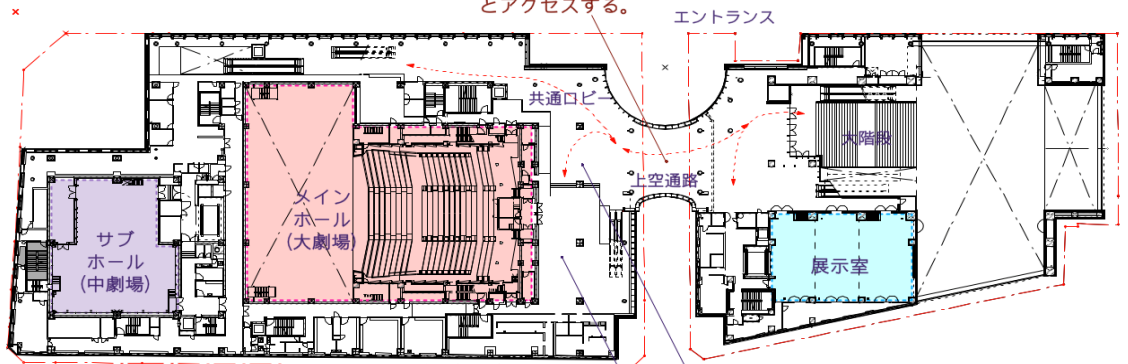 とアクセスする。
エントランス
共通ロビー
大階段
上空通路
メイン
ホール
(大劇場)
サブ
ホール
(中劇場)
展示室